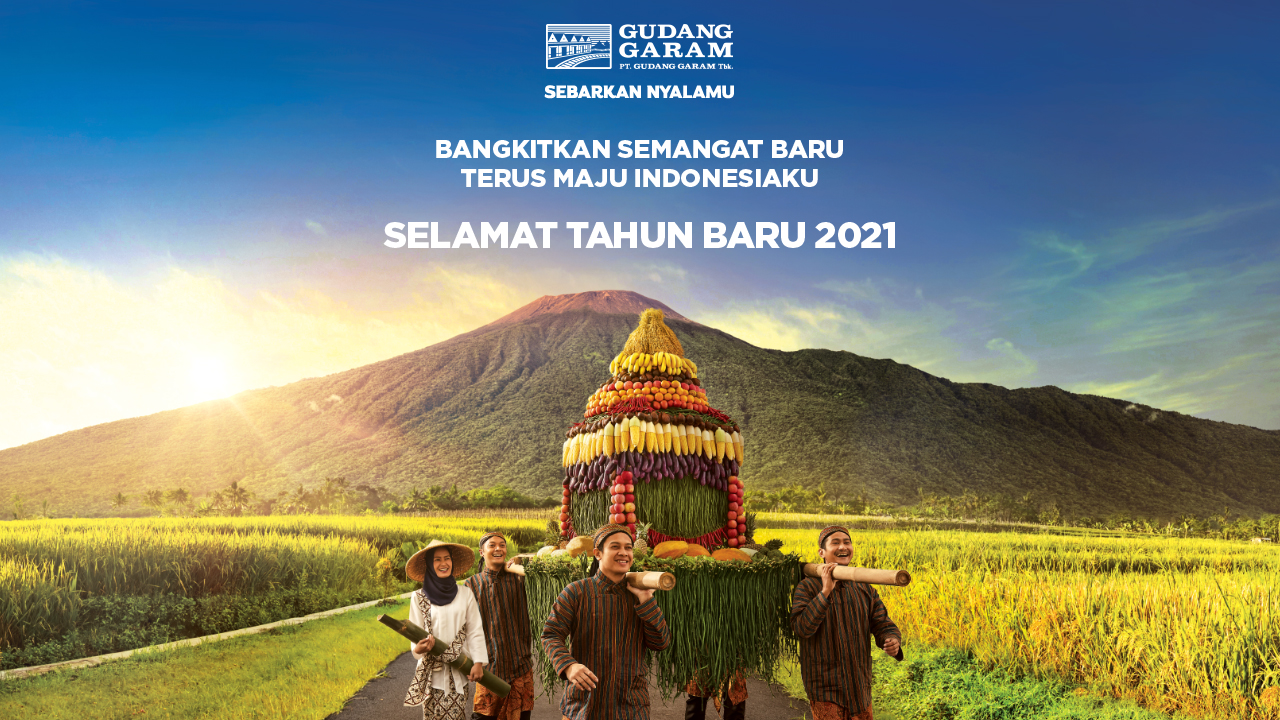 GUDANG
GARAM
PT. GUDANG GARAM Tbk.
SEBARKAN NYALAMU
BANGKITKAN SEMANGAT BARU
TERUS MAJU INDONESIAKU
SELAMAT TAHUN BARU 2021